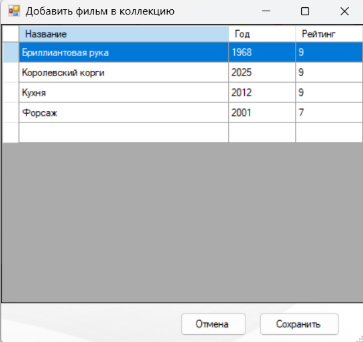 Добавить фильм в коллекцию
Название Год Рейтинг
Бриллиантовая рука 1968 9
Королевский корги 2025 9
Кухня 2012 9
Форсаж 2001 7
Отмена Сохранить